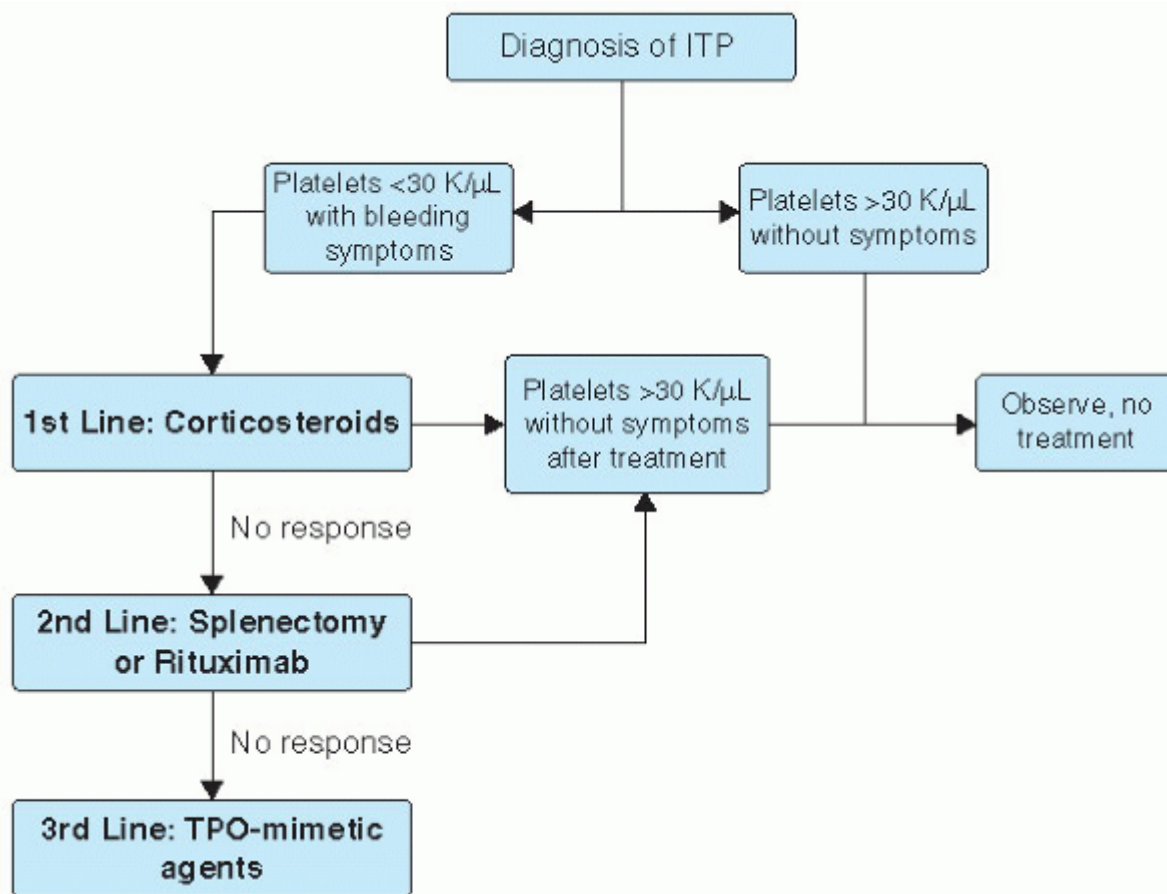 Diagnosis of ITP
Platelets <30 K/μL
with bleeding
symptoms
Platelets >30 K/μL
without symptoms
1st Line: Corticosteroids
Platelets >30 K/μL
without symptoms
after treatment
Observe, no
treatment
No response
2nd Line: Splenectomy
or Rituximab
No response
3rd Line: TPO-mimetic
agents